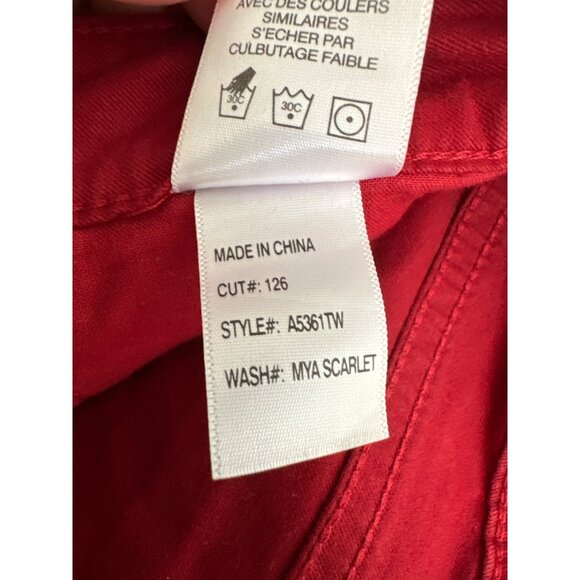 AVEC DES COULERS
SIMILAIRES
S'ECHER PAR
CULBUTAGE FAIBLE
30C
30C
MADE IN CHINA
CUT#: 126
STYLE#: A5361TW
WASH#: MYA SCARLET